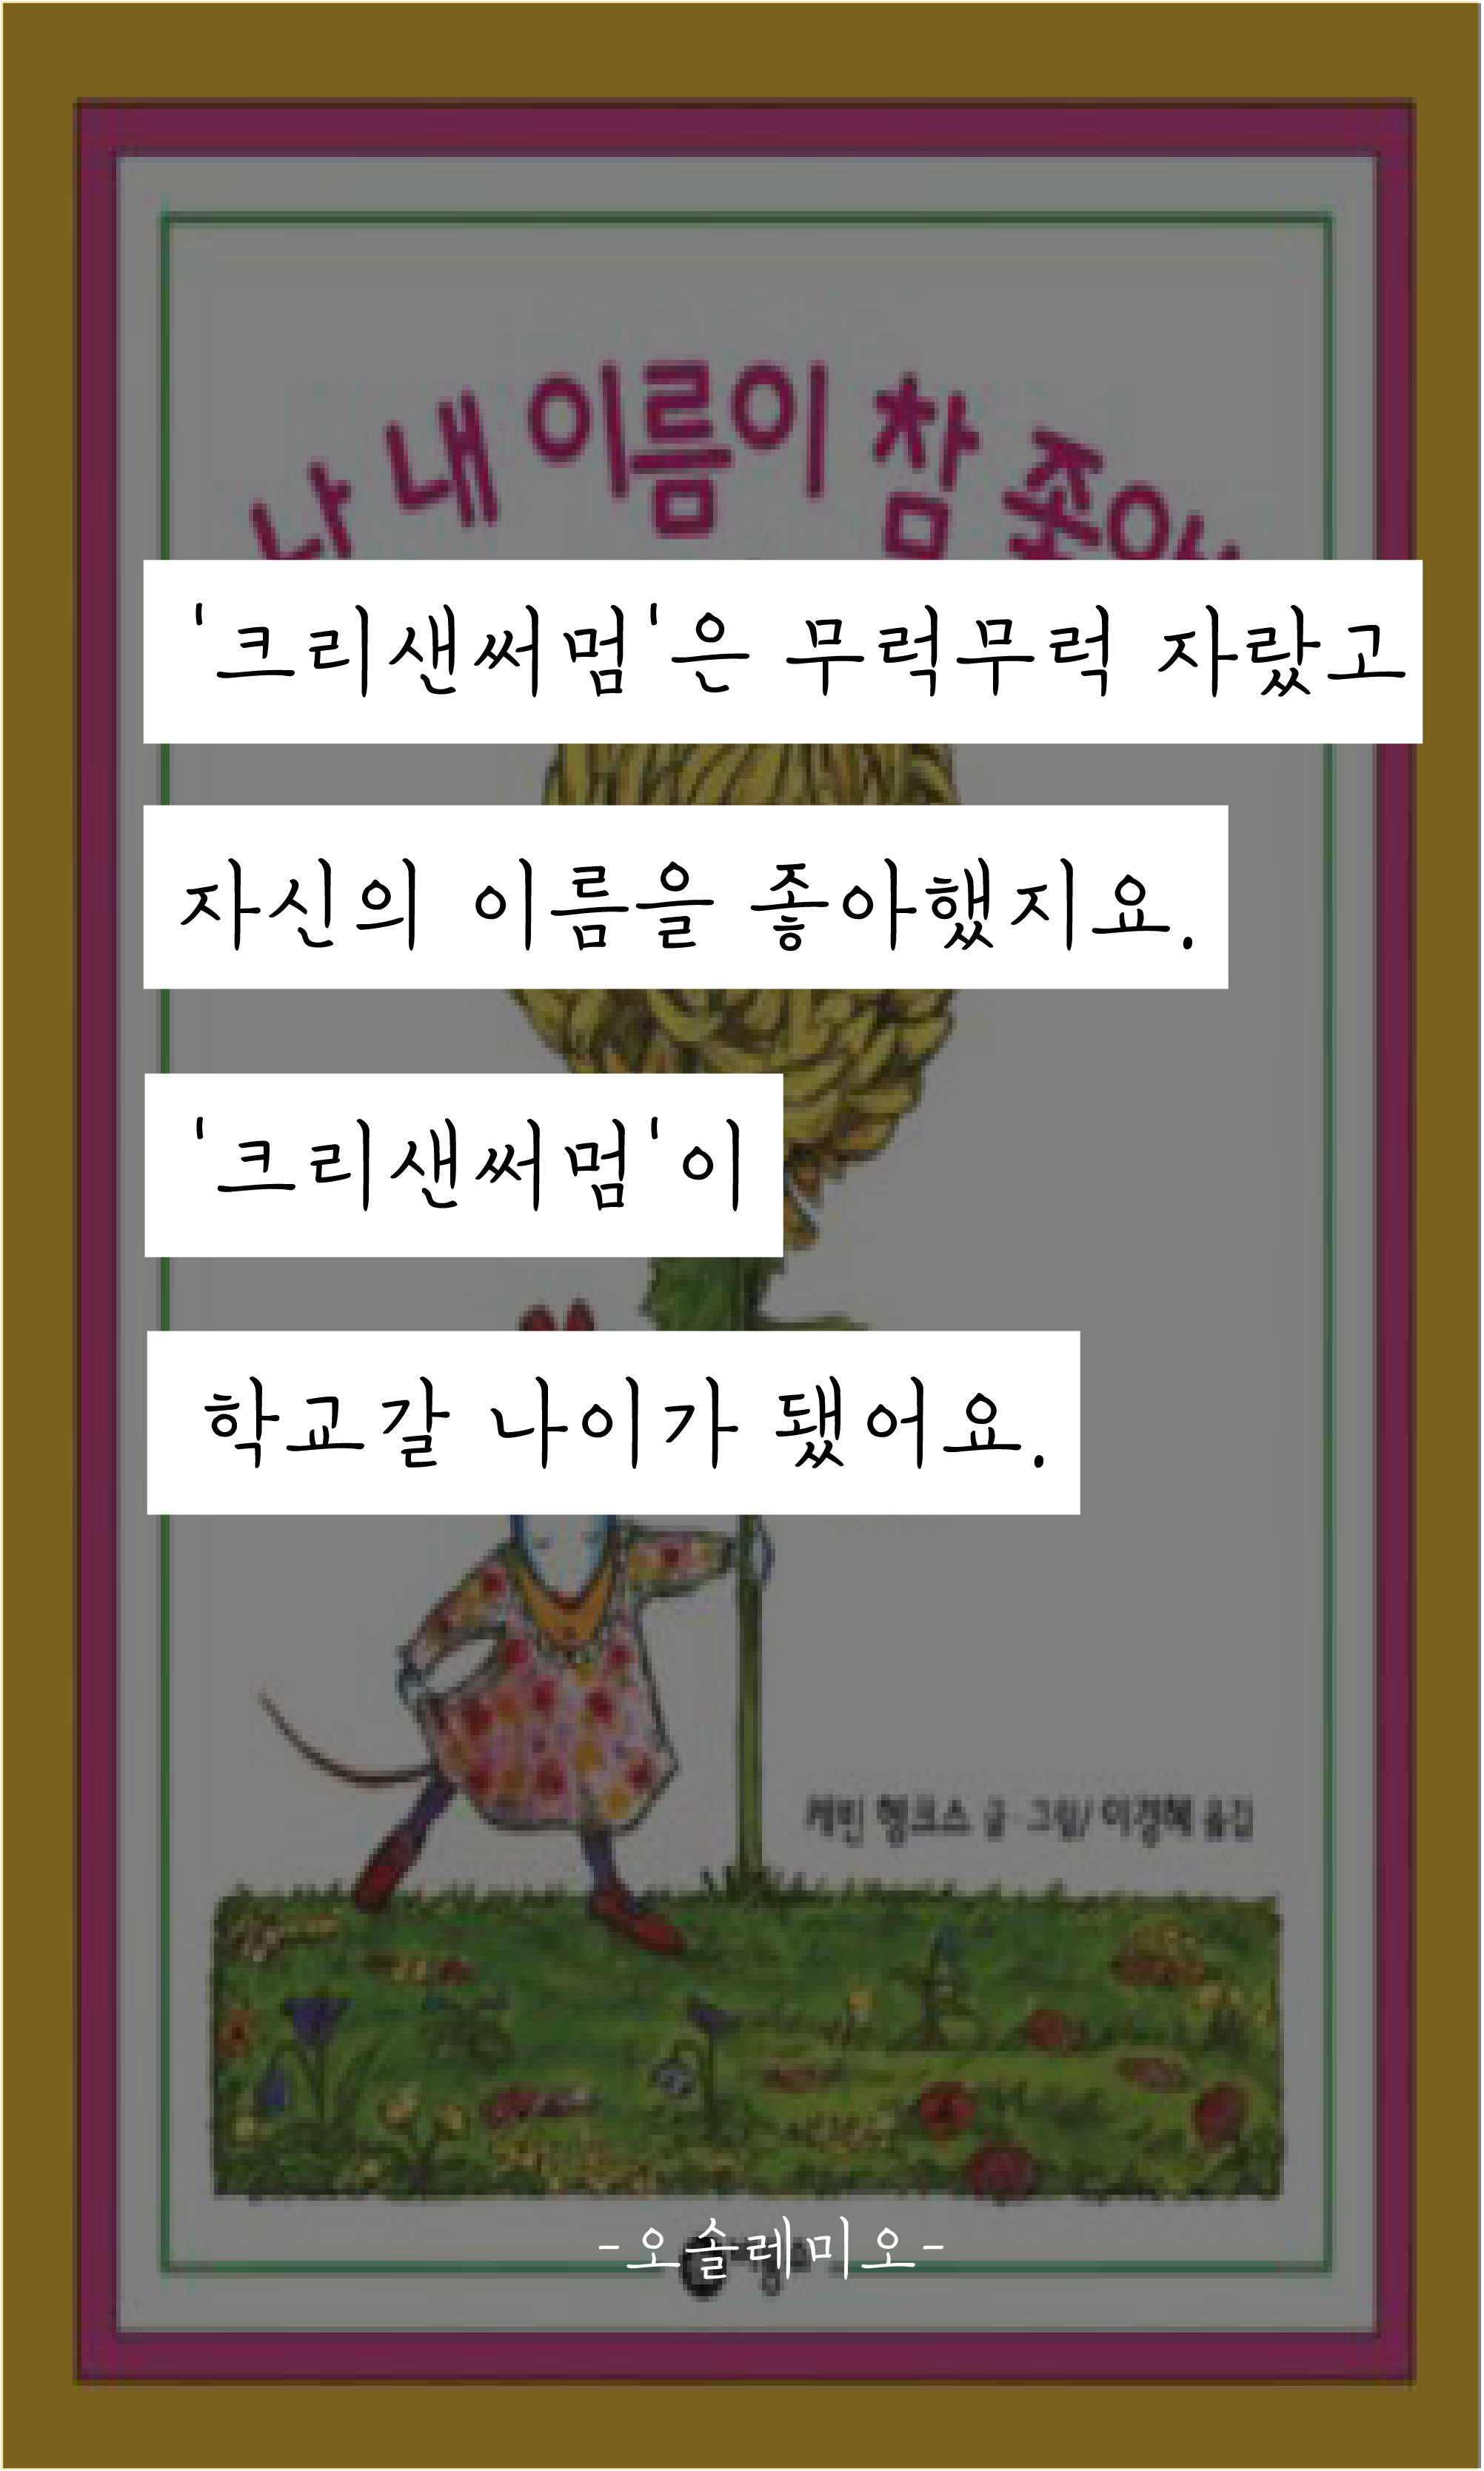 난 내 이름이 참 좋아
'크리샌써멈'은 무럭무럭 자랐고
자신의 이름을 좋아했지요.
'크리샌써멈'이
학교갈 나이가 됐어요.
케빈 헹크스 글·그림/이경혜 옮김
-오솔레미오-